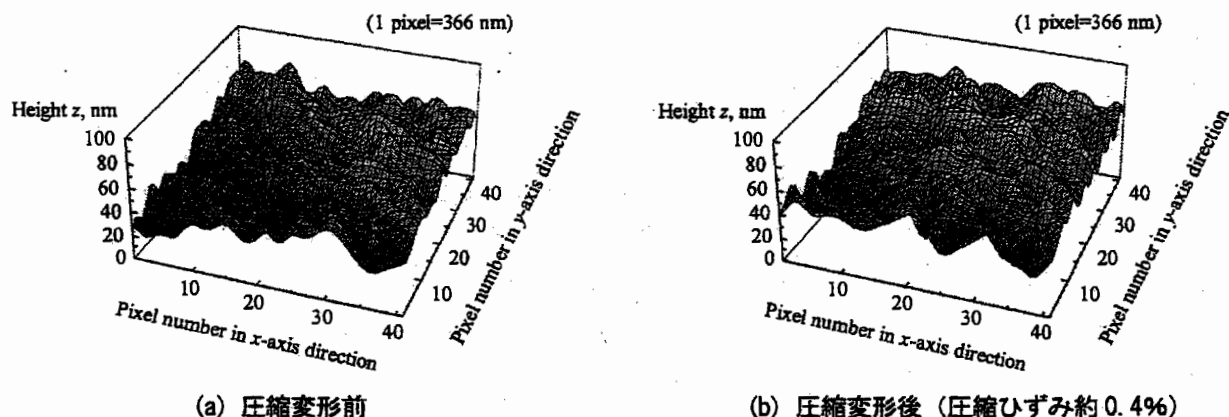 (1 pixel=366 nm)
Height z, nm
100
80
60
40
20
0
10
20
30
40
Pixel number in x-axis direction
10
20
30
40
Pixel number in y-axis direction
(a) 圧縮変形前
(1 pixel=366 nm)
Height z, nm
100
80
60
40
20
0
10
20
30
40
Pixel number in x-axis direction
10
20
30
40
Pixel number in y-axis direction
(b) 圧縮変形後 (圧縮ひずみ約 0.4%)